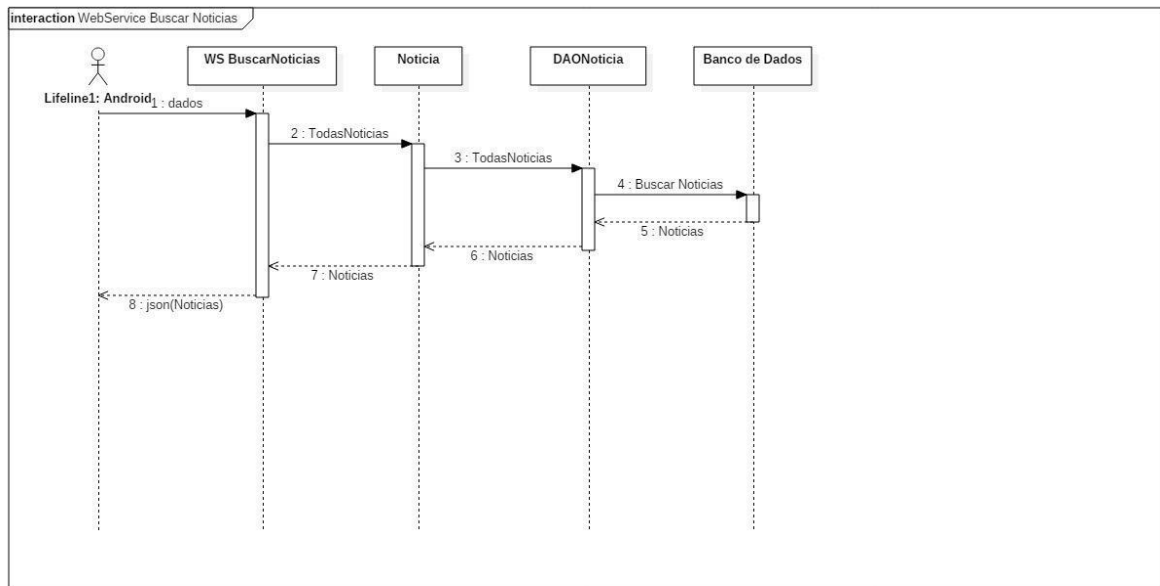 interaction WebService Buscar Noticias
WS BuscarNoticias
Noticia
DAONoticia
Banco de Dados
Lifeline1: Android
1 : dados
2 : TodasNoticias
3 : TodasNoticias
4 : Buscar Noticias
5 : Noticias
6 : Noticias
7 : Noticias
8 : json(Noticias)